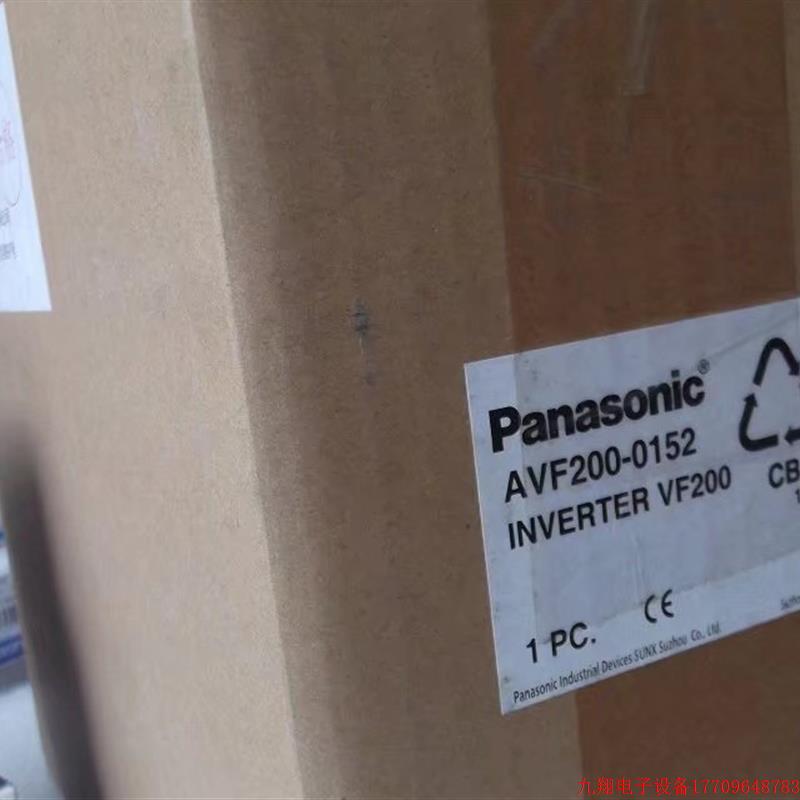 Panasonic®
AVF200-0152
INVERTER VF200
CB
1 PC. CE
Panasonic Industrial Devices SUNX Suzhou Co., Ltd.
九翔电子设备17709648783